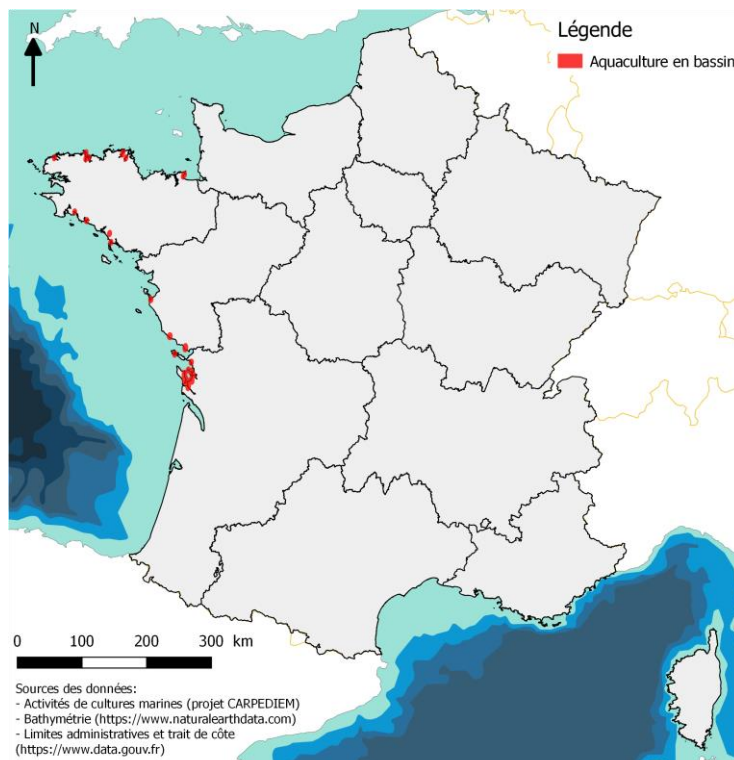 N
Légende
Aquaculture en bassin
0 100 200 300 km
Sources des données:
- Activités de cultures marines (projet CARPEDIEM)
- Bathymétrie (https://www.naturalearthdata.com)
- Limites administratives et trait de côte
(https://www.data.gouv.fr)